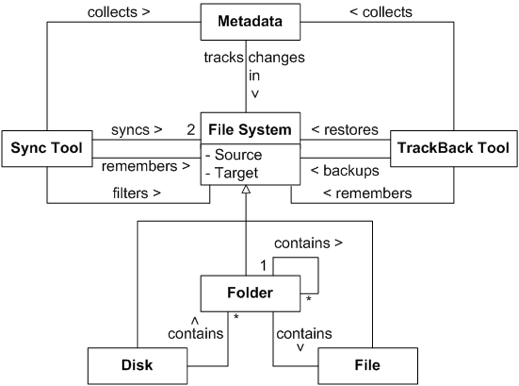 collects >
Metadata
< collects
tracks changes
in
v
syncs >
2
File System
< restores
Sync Tool
- Source
TrackBack Tool
remembers >
- Target
< backups
filters >
< remembers
contains >
1
Folder
*
^
*
contains
contains
v
Disk
File